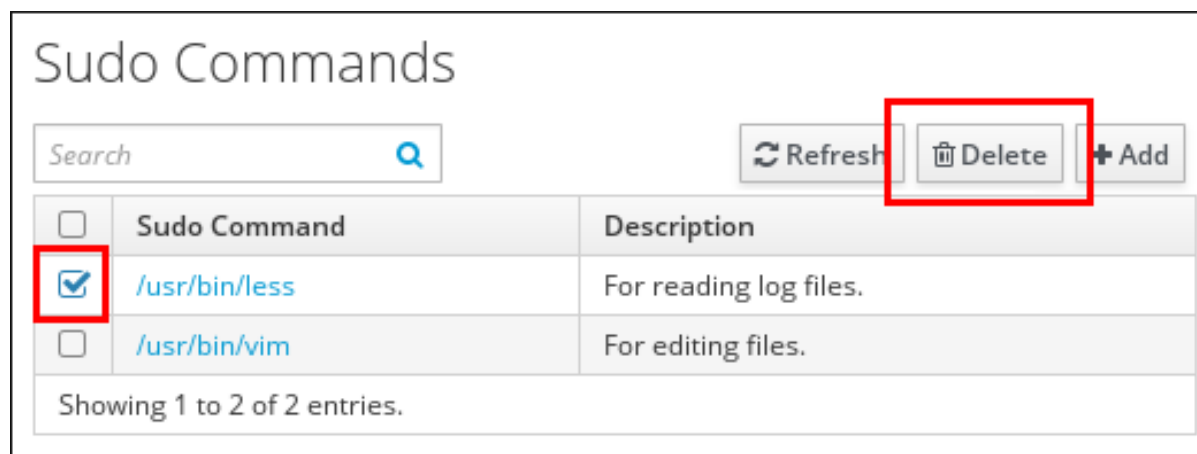 Sudo Commands
Search Refresh Delete Add
Sudo Command Description
/usr/bin/less For reading log files.
/usr/bin/vim For editing files.
Showing 1 to 2 of 2 entries.